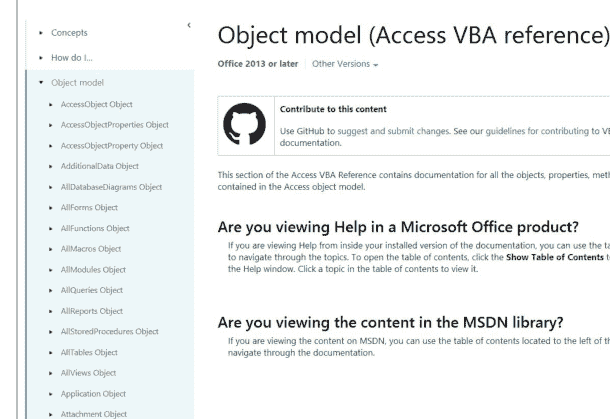 Concepts
How do I...
Object model
AccessObject Object
AccessObjectProperties Object
AccessObjectProperty Object
AdditionalData Object
AllDatabaseDiagrams Object
AllForms Object
AllFunctions Object
AllMacros Object
AllModules Object
AllQueries Object
AllReports Object
AllStoredProcedures Object
AllTables Object
AllViews Object
Application Object
Attachment Object
Object model (Access VBA reference)
Office 2013 or later | Other Versions
Contribute to this content
Use GitHub to suggest and submit changes. See our guidelines for contributing to VB
documentation.
This section of the Access VBA Reference contains documentation for all the objects, properties, meth
contained in the Access object model.
Are you viewing Help in a Microsoft Office product?
If you are viewing Help from inside your installed version of the documentation, you can use the ta
to navigate through the topics. To open the table of contents, click the Show Table of Contents t
the Help window. Click a topic in the table of contents to view it.
Are you viewing the content in the MSDN library?
If you are viewing the content on MSDN, you can use the table of contents located to the left of th
navigate through the documentation.